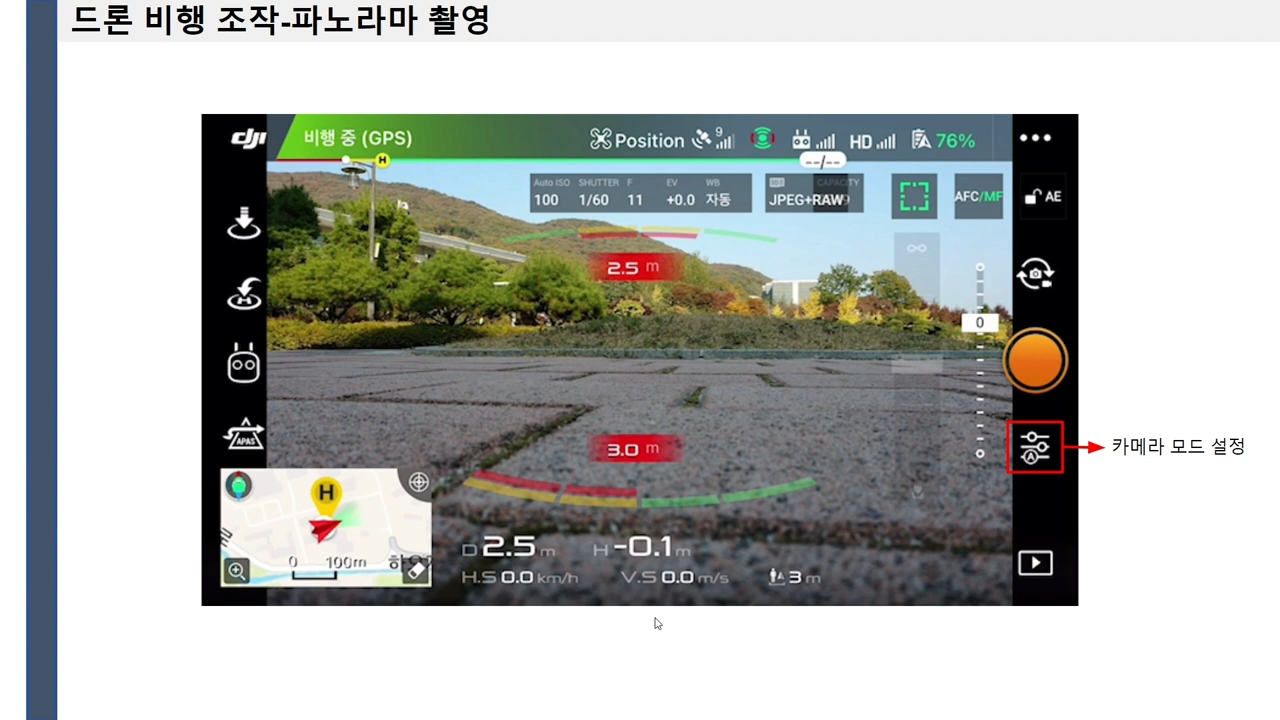 드론 비행 조작-파노라마 촬영
dji 비행 중 (GPS) Position 9 HD 76%
H
--/--
Auto ISO SHUTTER F EV WB CAPACITY
100 1/60 11 +0.0 자동 JPEG+RAW AFC/MF AE
2.5 m
0
3.0 m
카메라 모드 설정
A
APAS
H
0 100m
D 2.5 m H -0.1 m
H.S 0.0 km/h V.S 0.0 m/s 3 m